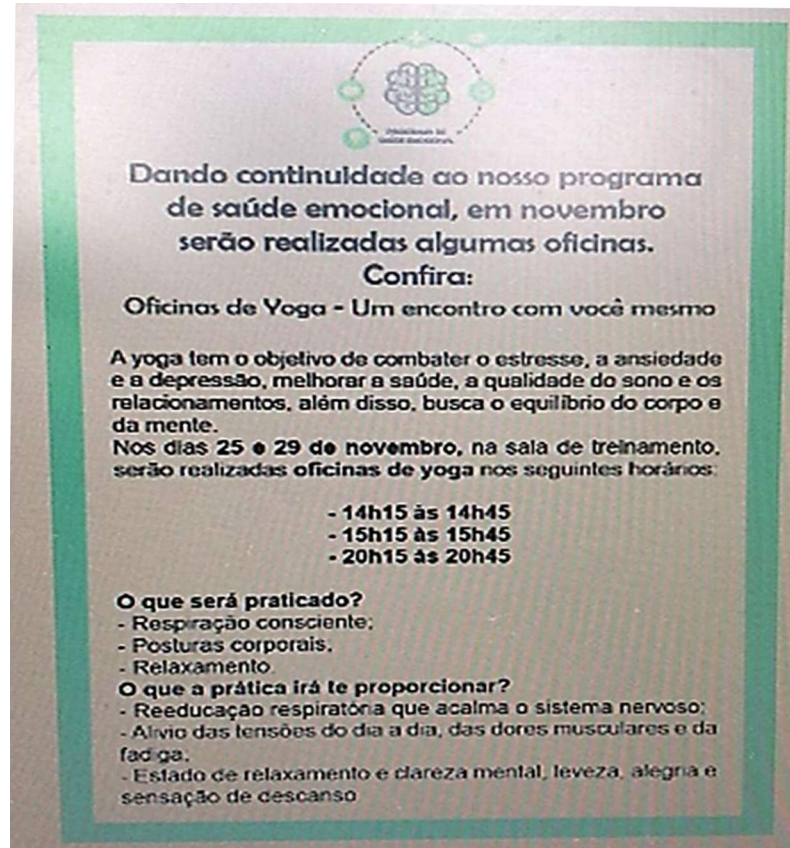 PROGRAMA DE
SAÚDE EMOCIONAL
Dando continuidade ao nosso programa
de saúde emocional, em novembro
serão realizadas algumas oficinas.
Confira:
Oficinas de Yoga - Um encontro com você mesmo
A yoga tem o objetivo de combater o estresse, a ansiedade
e a depressão, melhorar a saúde, a qualidade do sono e os
relacionamentos, além disso, busca o equilíbrio do corpo e
da mente.
Nos dias 25 e 29 de novembro, na sala de treinamento,
serão realizadas oficinas de yoga nos seguintes horários:
- 14h15 às 14h45
- 15h15 às 15h45
- 20h15 às 20h45
O que será praticado?
- Respiração consciente;
- Posturas corporais;
- Relaxamento.
O que a prática irá te proporcionar?
- Reeducação respiratória que acalma o sistema nervoso;
- Alívio das tensões do dia a dia, das dores musculares e da
fadiga;
- Estado de relaxamento e clareza mental, leveza, alegria e
sensação de descanso